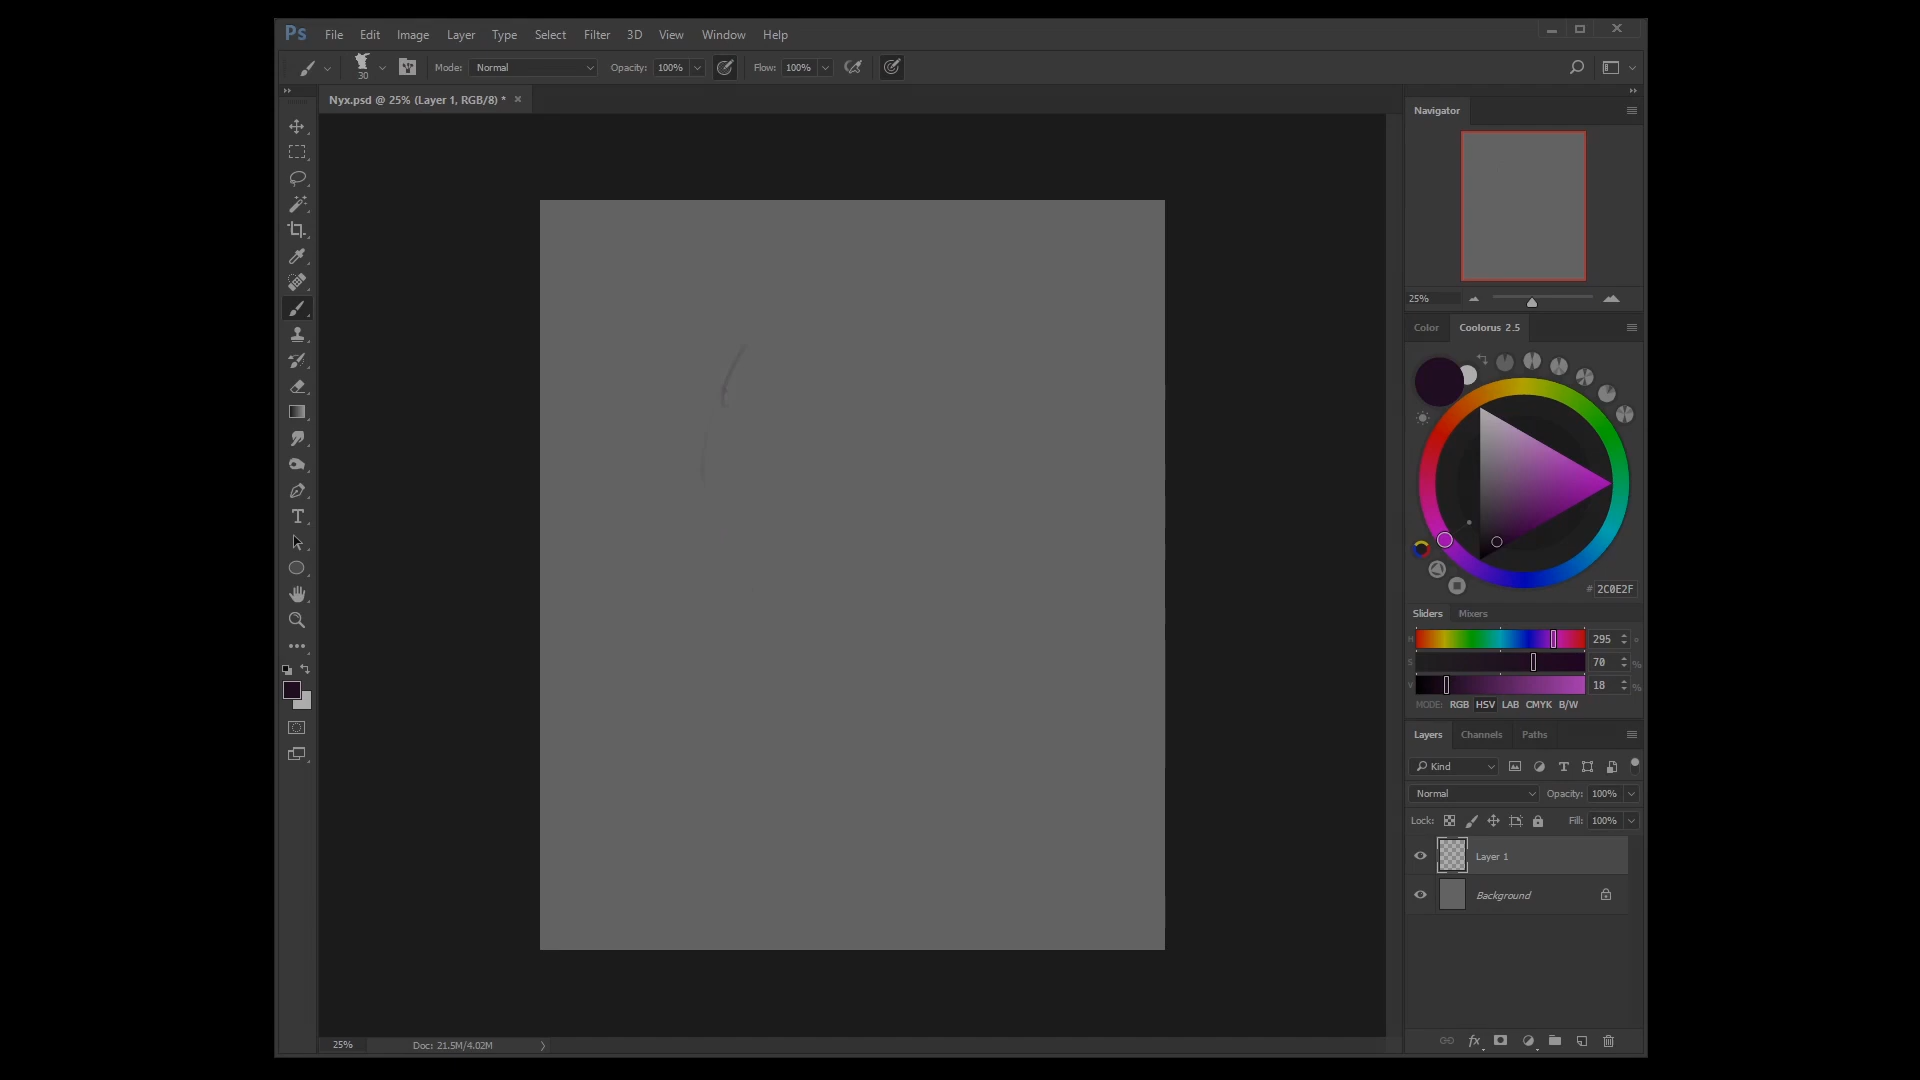 Ps File Edit Image Layer Type Select Filter 3D View Window Help
30 Mode: Normal Opacity: 100% Flow: 100%
Nyx.psd @ 25% (Layer 1, RGB/8) *
Navigator
25%
Color Coolorus 2.5
# 2C0E2F
Sliders Mixers
H 295 °
S 70 %
V 18 %
MODE: RGB HSV LAB CMYK B/W
Layers Channels Paths
Kind
Normal Opacity: 100%
Lock: Fill: 100%
Layer 1
Background
fx
25% Doc: 21.5M/4.02M